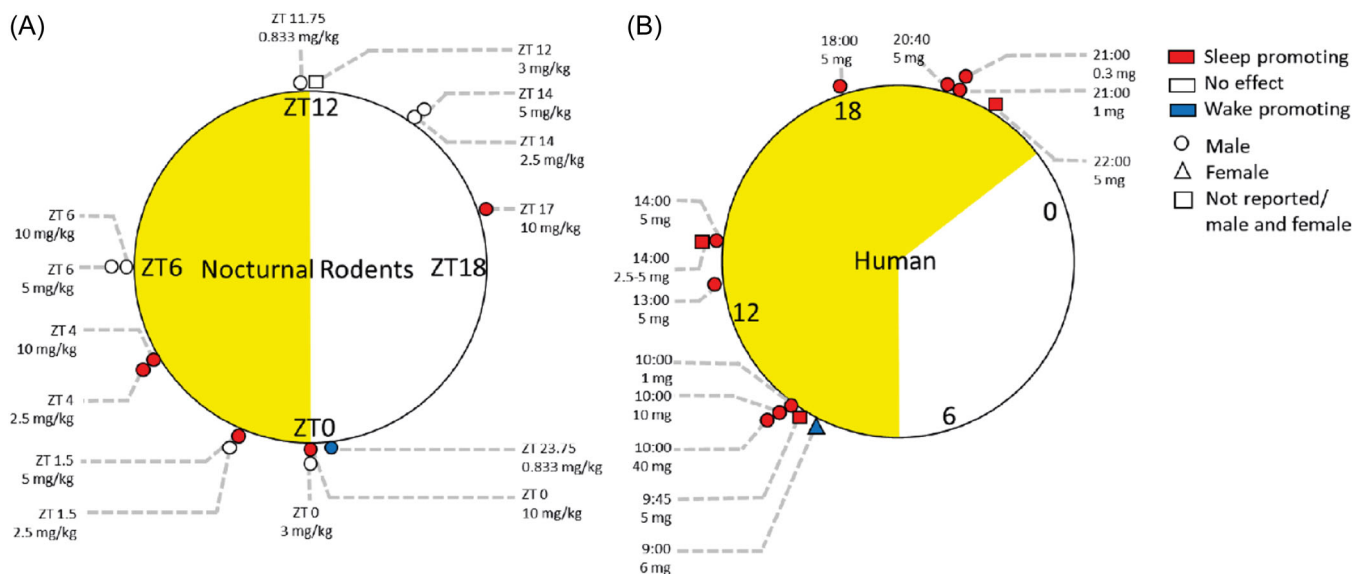 (A)
ZT 11.75
0.833 mg/kg
ZT 12
3 mg/kg
ZT 14
5 mg/kg
ZT 14
2.5 mg/kg
ZT 17
10 mg/kg
ZT12
ZT 6
10 mg/kg
ZT6
Nocturnal Rodents
ZT18
ZT 6
5 mg/kg
ZT 4
10 mg/kg
ZT 4
2.5 mg/kg
ZT0
ZT 1.5
5 mg/kg
ZT 1.5
2.5 mg/kg
ZT 0
3 mg/kg
ZT 23.75
0.833 mg/kg
ZT 0
10 mg/kg
(B)
18:00
5 mg
20:40
5 mg
21:00
0.3 mg
21:00
1 mg
22:00
5 mg
18
0
14:00
5 mg
14:00
2.5-5 mg
13:00
5 mg
Human
12
6
10:00
1 mg
10:00
10 mg
10:00
40 mg
9:45
5 mg
9:00
6 mg
Sleep promoting
No effect
Wake promoting
Male
Female
Not reported/
male and female